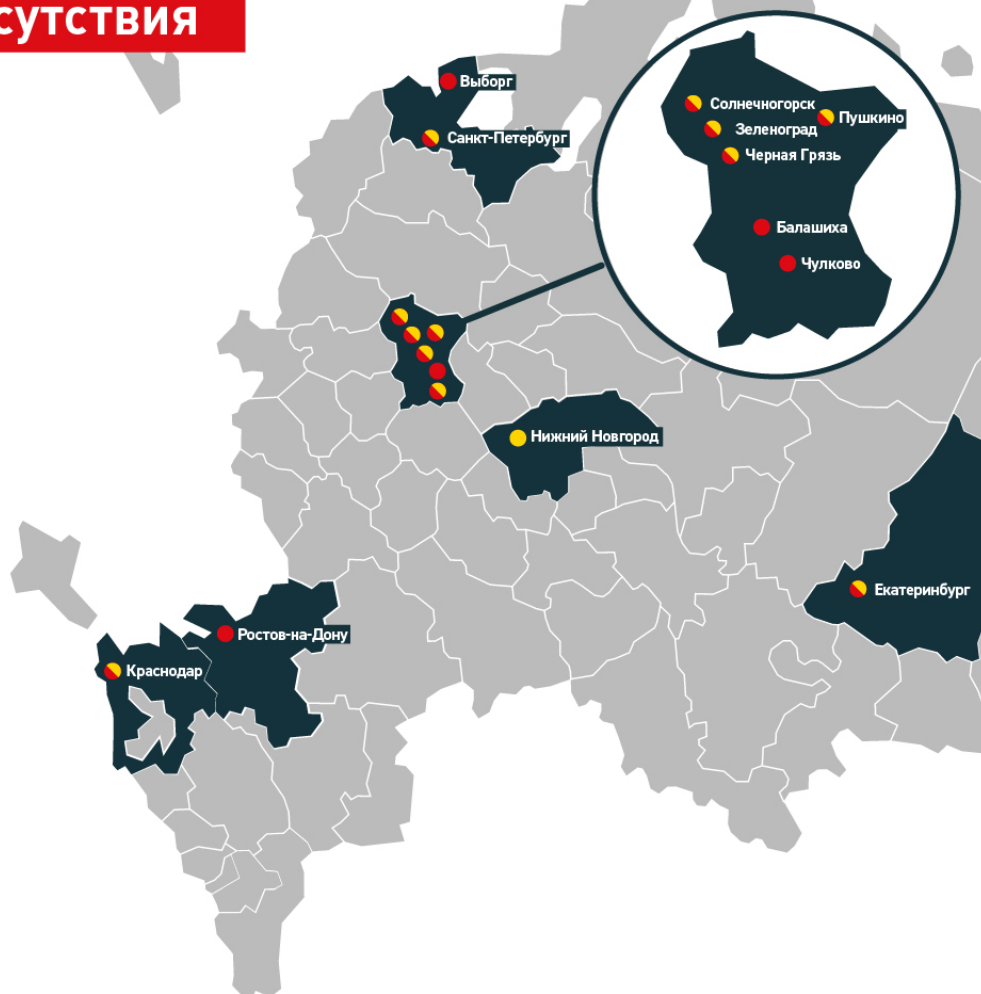 сутствия
Выборг
Санкт-Петербург
Солнечногорск
Пушкино
Зеленоград
Черная Грязь
Балашиха
Чулково
Нижний Новгород
Екатеринбург
Ростов-на-Дону
Краснодар